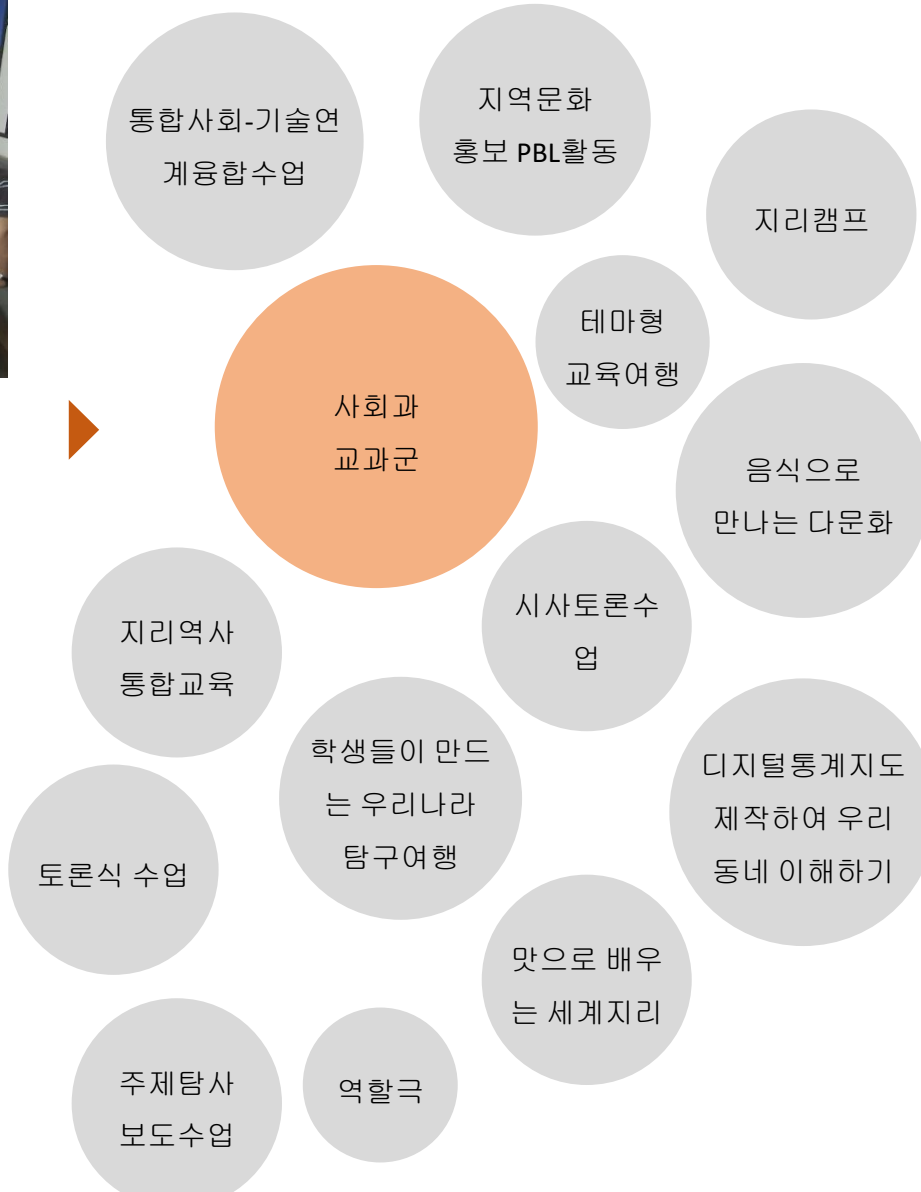 통합사회-기술연
계융합수업
지역문화
홍보 PBL활동
지리캠프
테마형
교육여행
사회과
교과군
음식으로
만나는 다문화
시사토론수
업
지리역사
통합교육
학생들이 만드
는 우리나라
탐구여행
디지털통계지도
제작하여 우리
동네 이해하기
토론식 수업
맛으로 배우
는 세계지리
주제탐사
보도수업
역할극